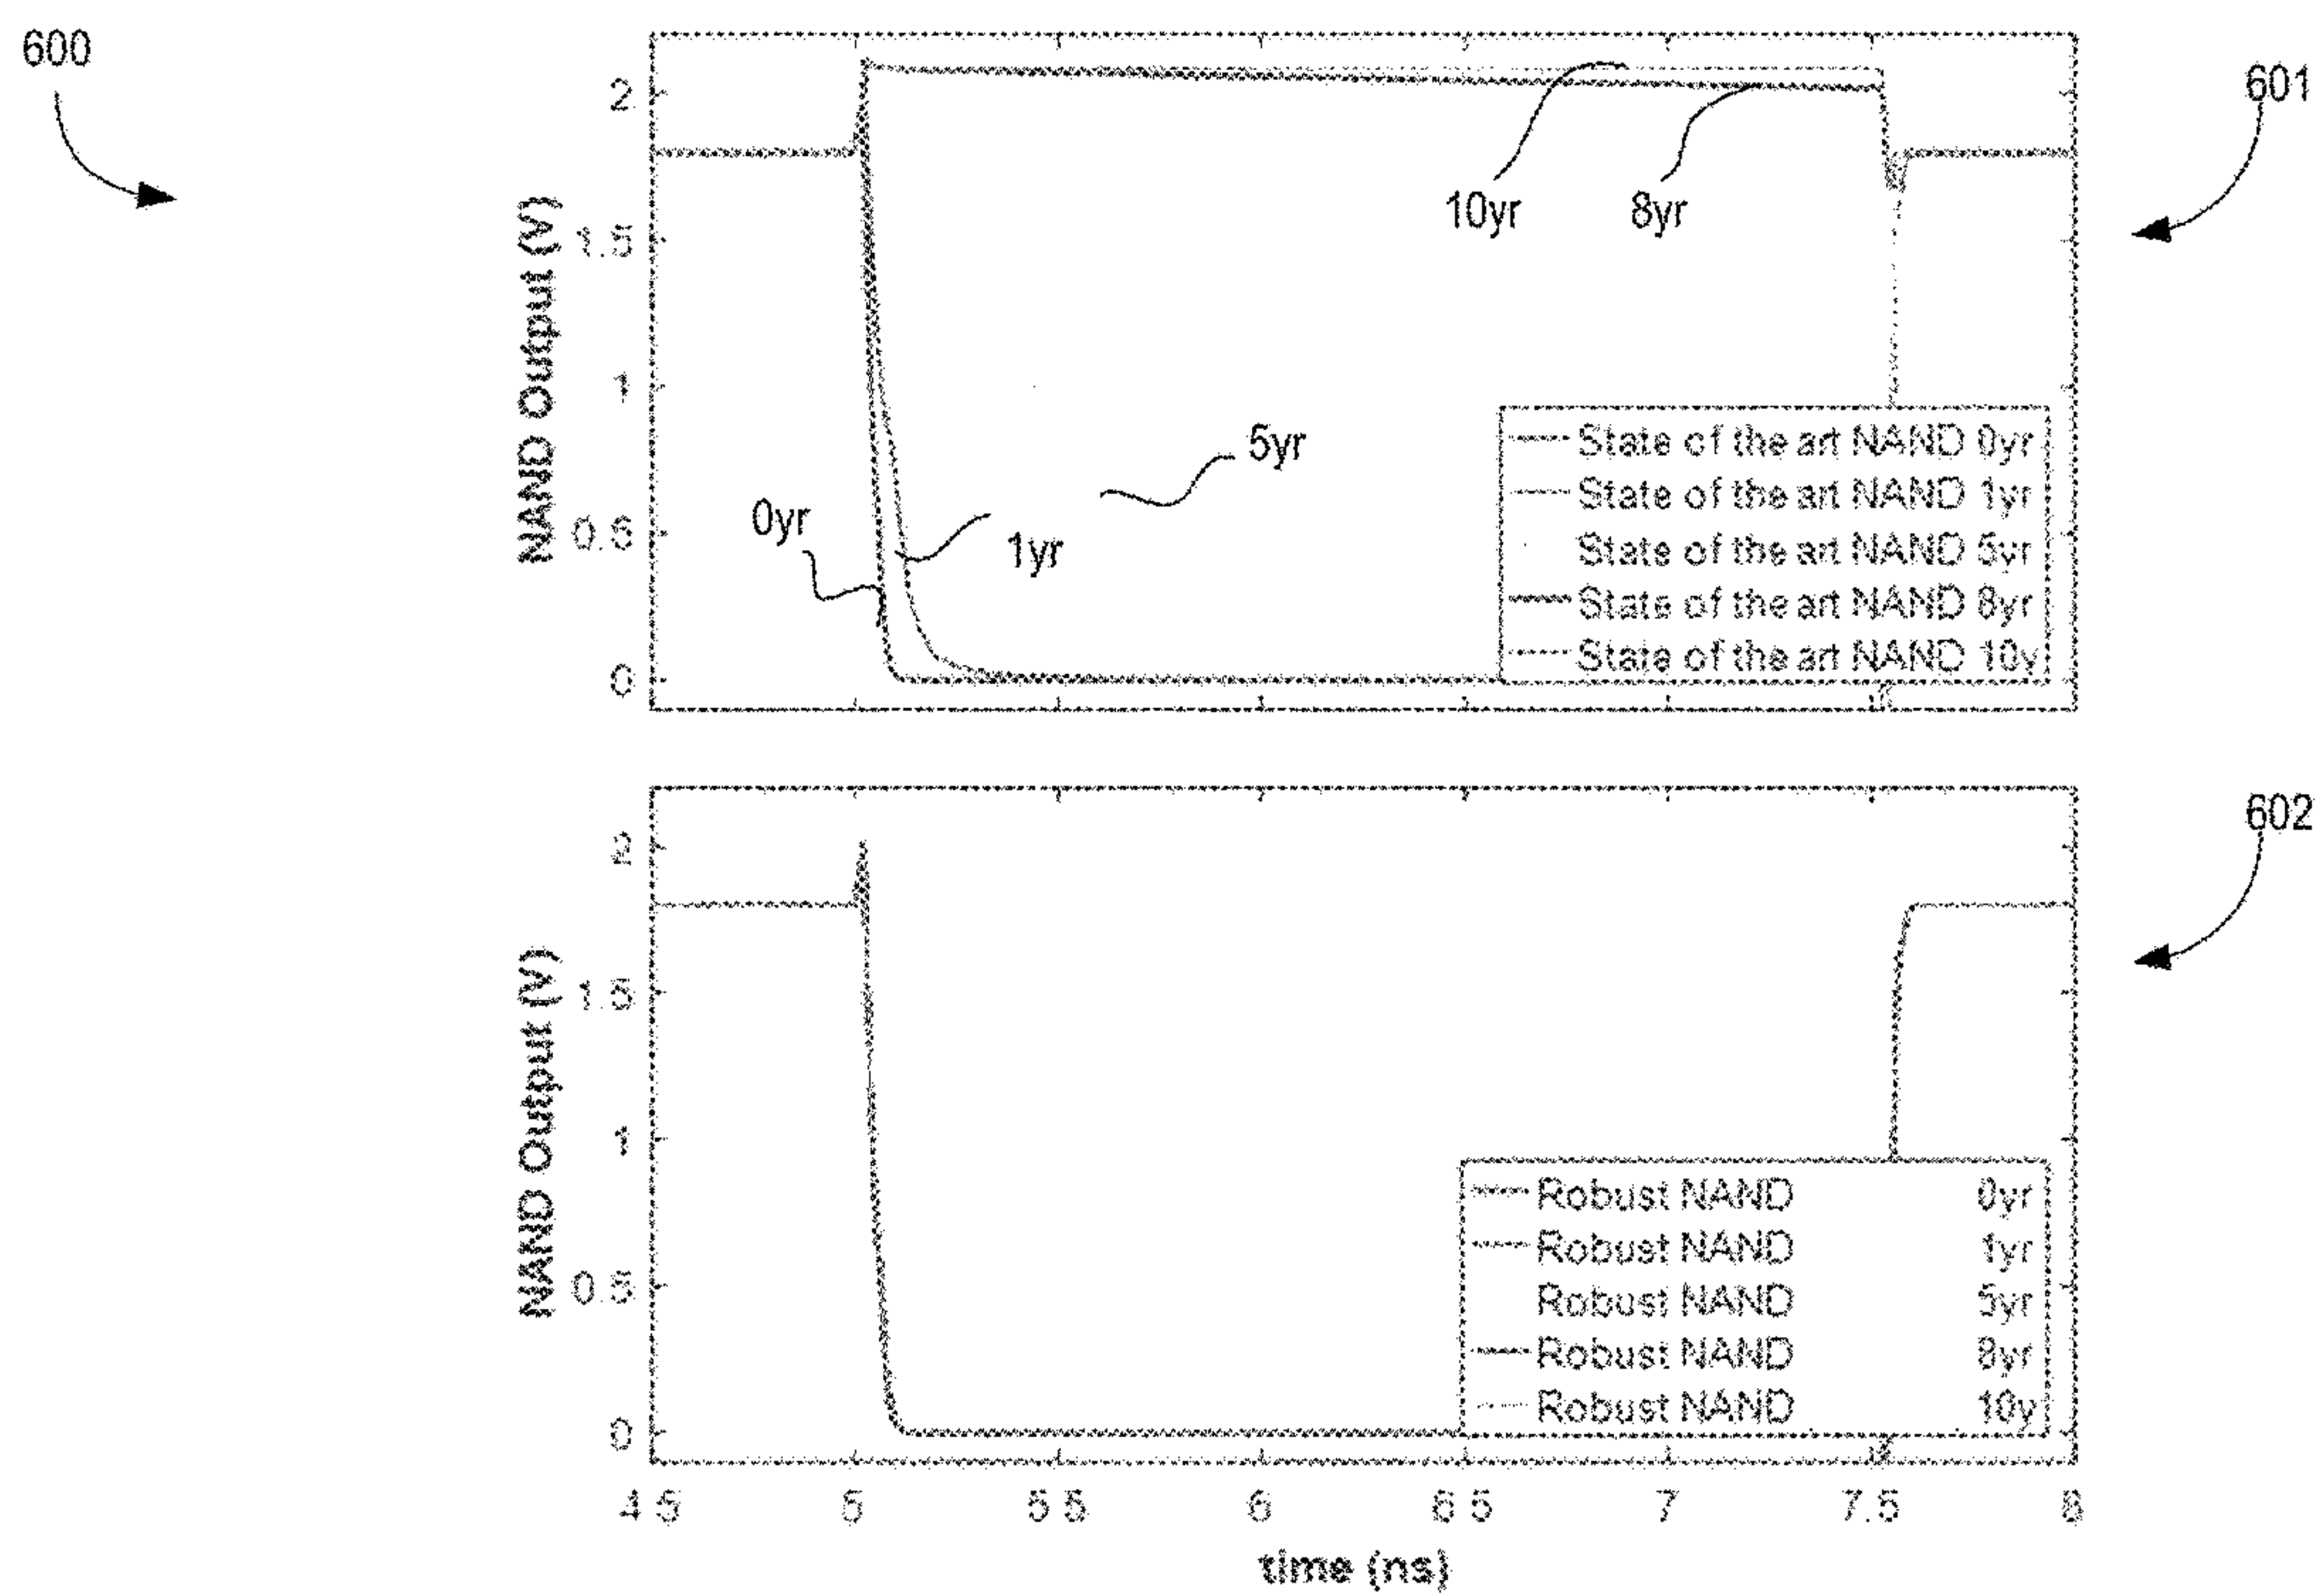 600
601
2
1.5
1
0.5
0
NAND Output (V)
10yr
8yr
5yr
0yr
1yr
State of the art NAND 0yr
State of the art NAND 1yr
State of the art NAND 5yr
State of the art NAND 8yr
State of the art NAND 10y
602
2
1.5
1
0.5
0
NAND Output (V)
Robust NAND 0yr
Robust NAND 1yr
Robust NAND 5yr
Robust NAND 8yr
Robust NAND 10y
4.5 5 5.5 6 6.5 7 7.5 8
time (ns)